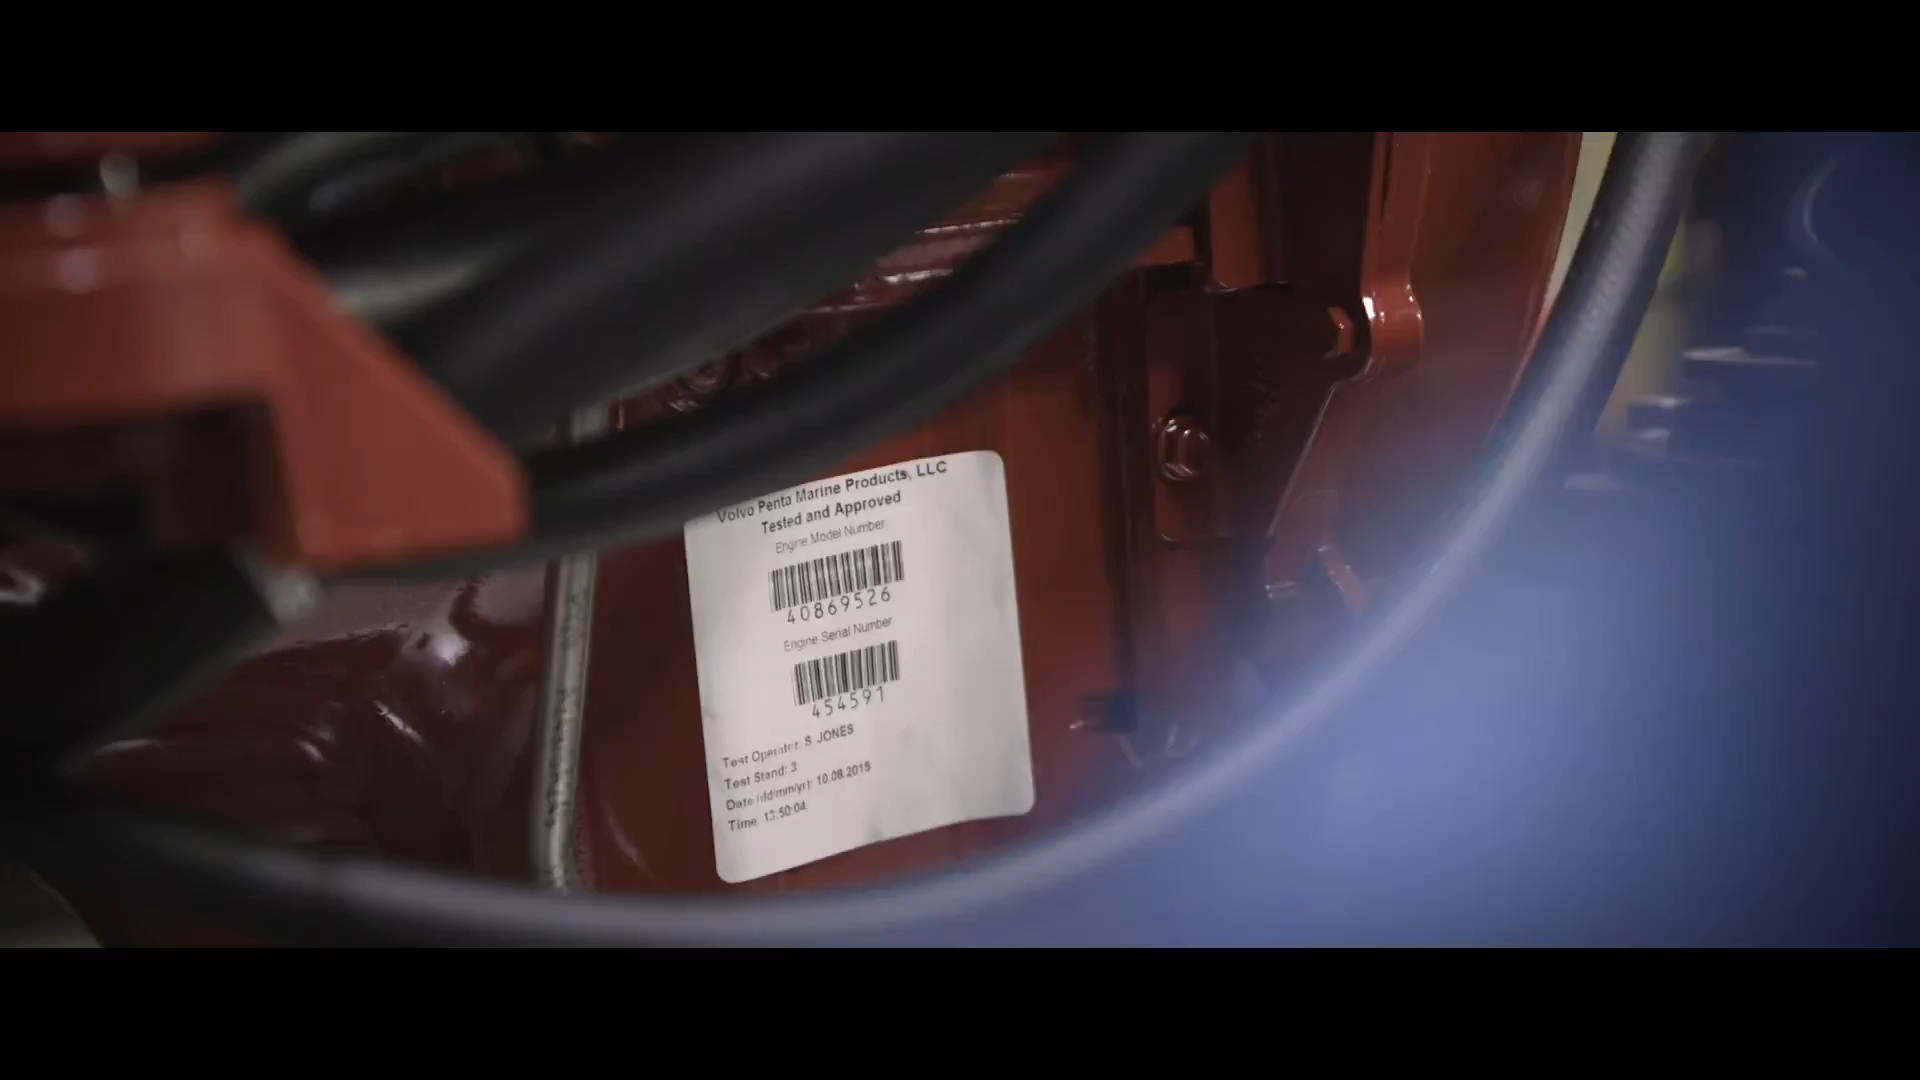 Volvo Penta Marine Products, LLC
Tested and Approved
Engine Model Number
40869526
Engine Serial Number
454591
Test Operator: S JONES
Test Stand: 3
Date (dd/mm/yr): 10.08.2015
Time: 13:50:04